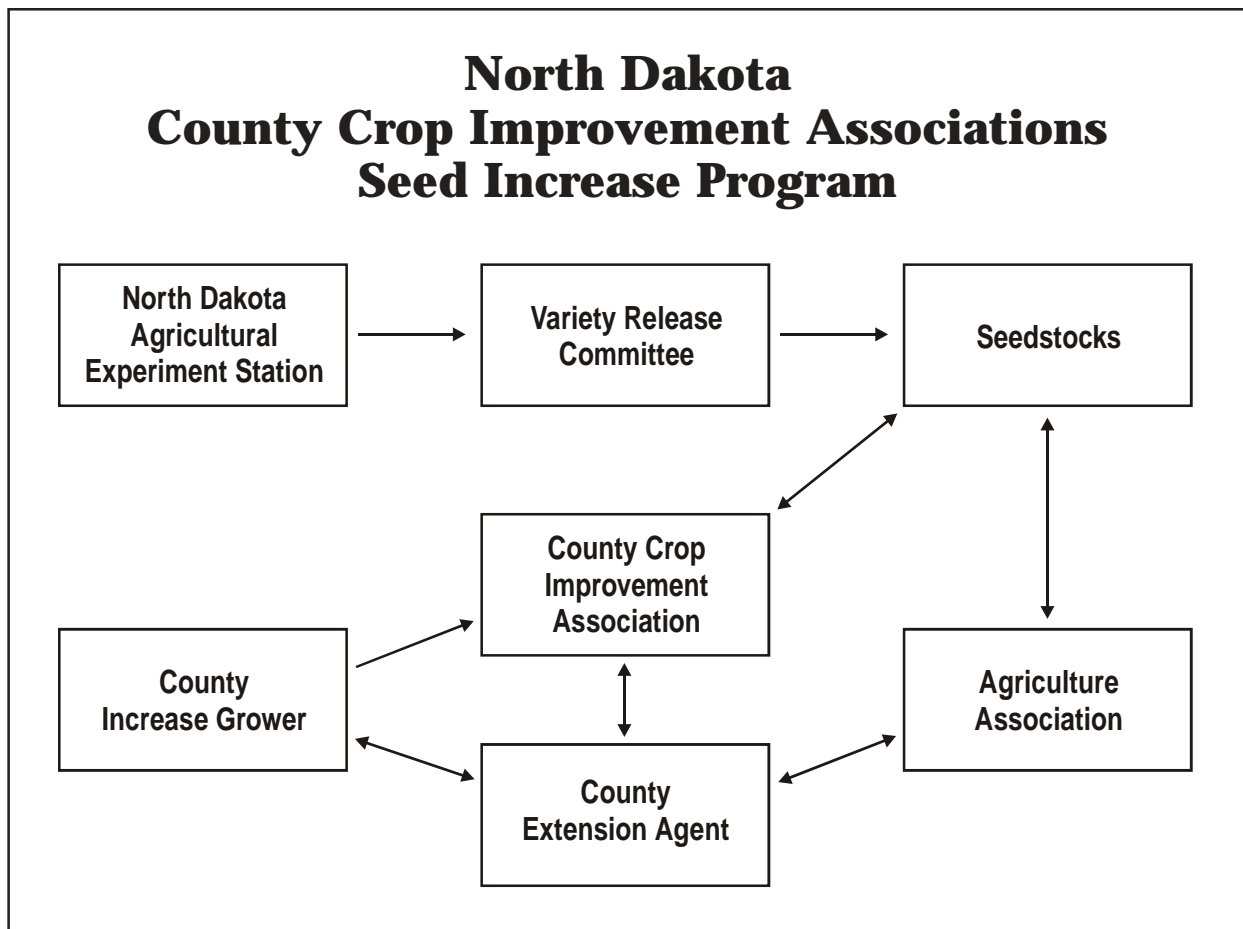 North Dakota
County Crop Improvement Associations
Seed Increase Program
North Dakota
Agricultural
Experiment Station
Variety Release
Committee
Seedstocks
County Crop
Improvement
Association
County
Increase Grower
Agriculture
Association
County
Extension Agent